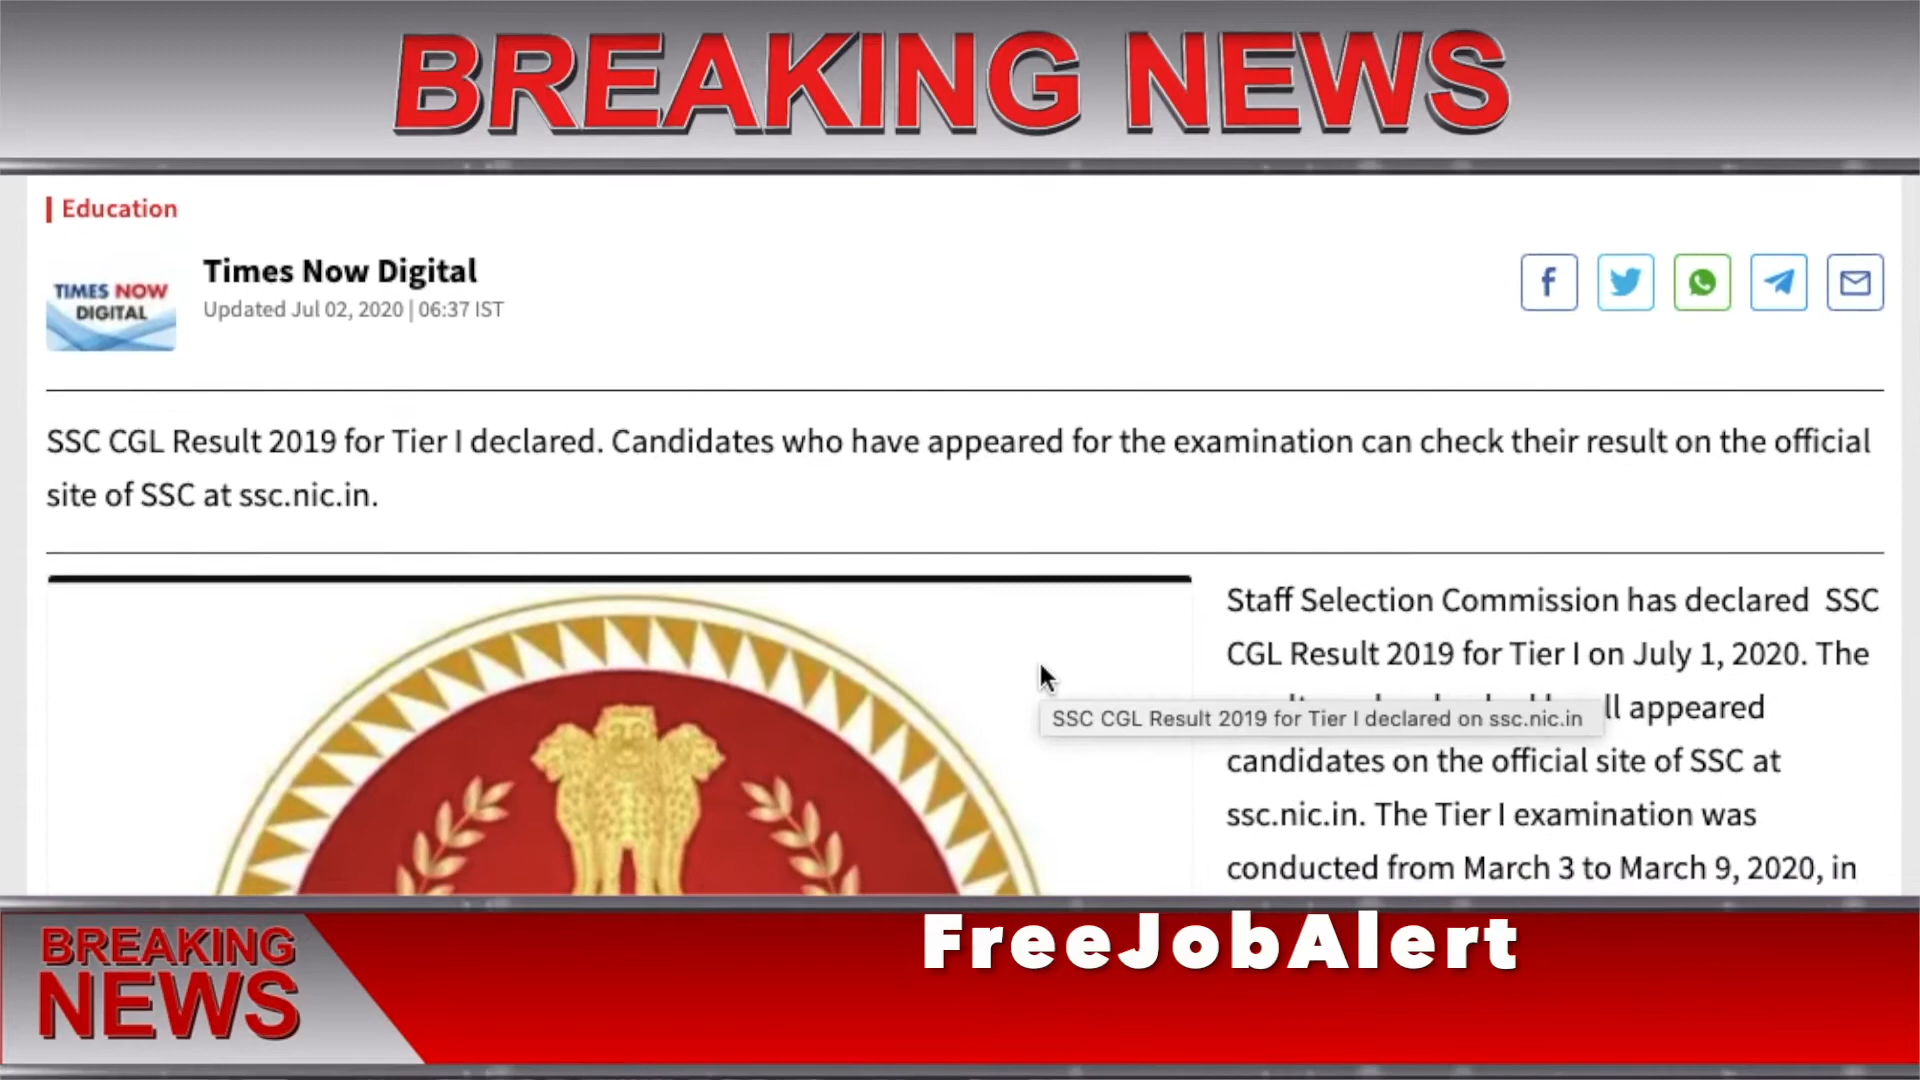 BREAKING NEWS
Education
TIMES NOW
DIGITAL
Times Now Digital
Updated Jul 02, 2020 | 06:37 IST
SSC CGL Result 2019 for Tier I declared. Candidates who have appeared for the examination can check their result on the official
site of SSC at ssc.nic.in.
Staff Selection Commission has declared SSC
CGL Result 2019 for Tier I on July 1, 2020. The
appeared
SSC CGL Result 2019 for Tier I declared on ssc.nic.in
candidates on the official site of SSC at
ssc.nic.in. The Tier I examination was
conducted from March 3 to March 9, 2020, in
BREAKING
NEWS
FreeJobAlert